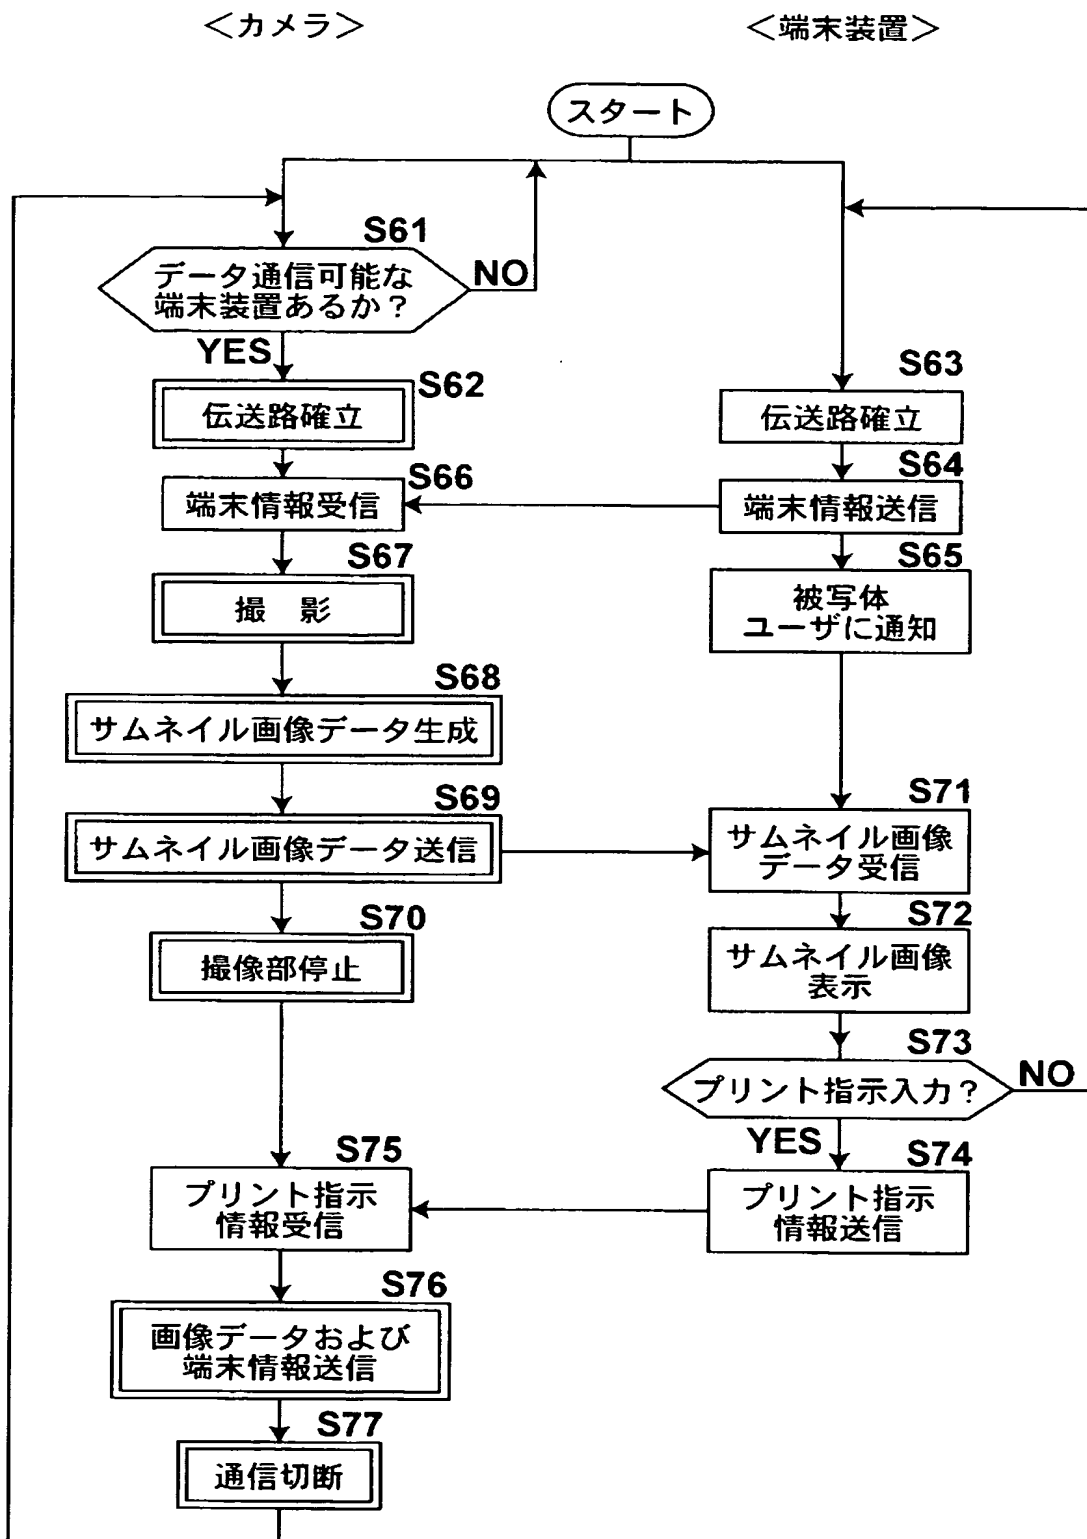 ＜カメラ＞
＜端末装置＞
スタート
S61
データ通信可能な
端末装置あるか？
NO
YES
S62
伝送路確立
S63
伝送路確立
S64
端末情報送信
S66
端末情報受信
S65
被写体
ユーザに通知
S67
撮　影
S68
サムネイル画像データ生成
S69
サムネイル画像データ送信
S71
サムネイル画像
データ受信
S70
撮像部停止
S72
サムネイル画像
表示
S73
プリント指示入力？
NO
YES
S74
プリント指示
情報送信
S75
プリント指示
情報受信
S76
画像データおよび
端末情報送信
S77
通信切断